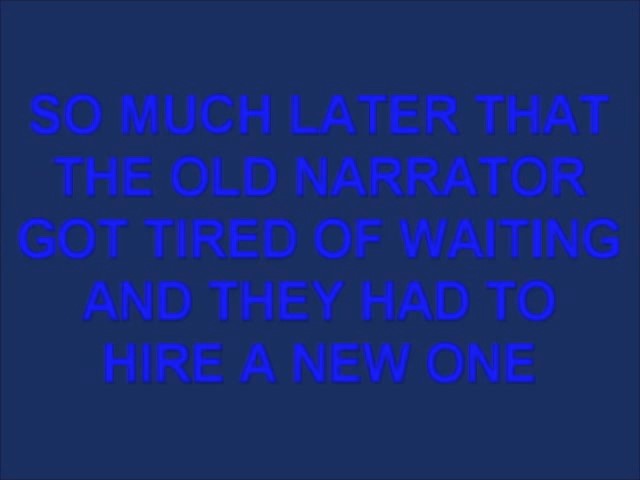 SO MUCH LATER THAT
THE OLD NARRATOR
GOT TIRED OF WAITING
AND THEY HAD TO
HIRE A NEW ONE